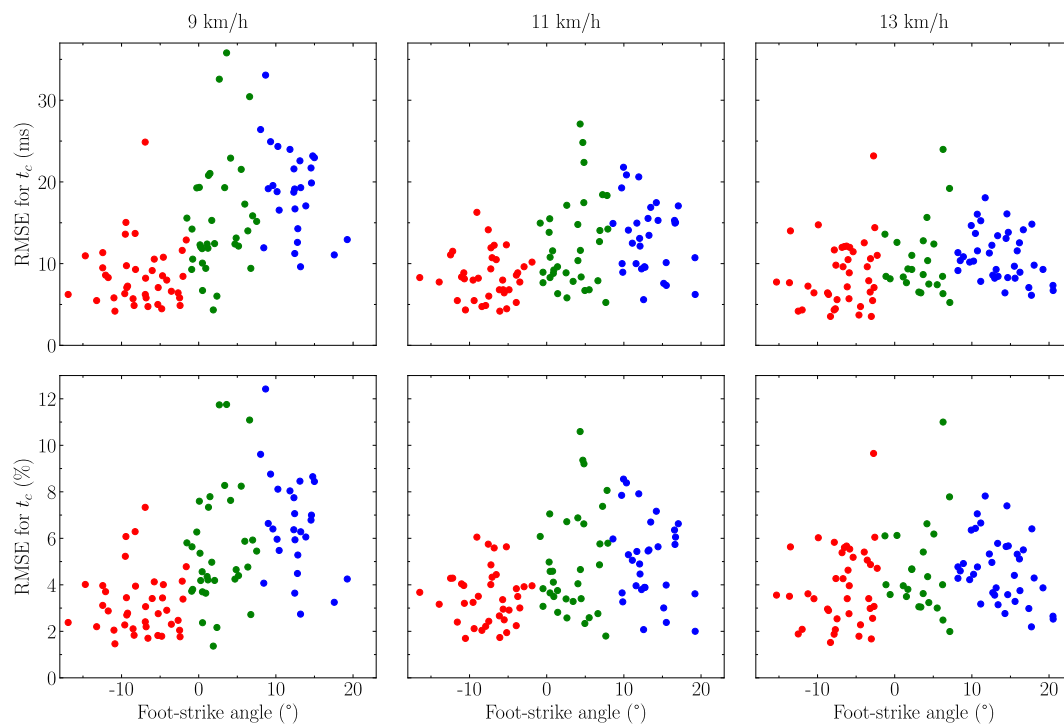 9 km/h 11 km/h 13 km/h
RMSE for t_c (ms)
30
20
10
0
RMSE for t_c (%)
12
10
8
6
4
2
0
-10 0 10 20 -10 0 10 20 -10 0 10 20
Foot-strike angle (°) Foot-strike angle (°) Foot-strike angle (°)